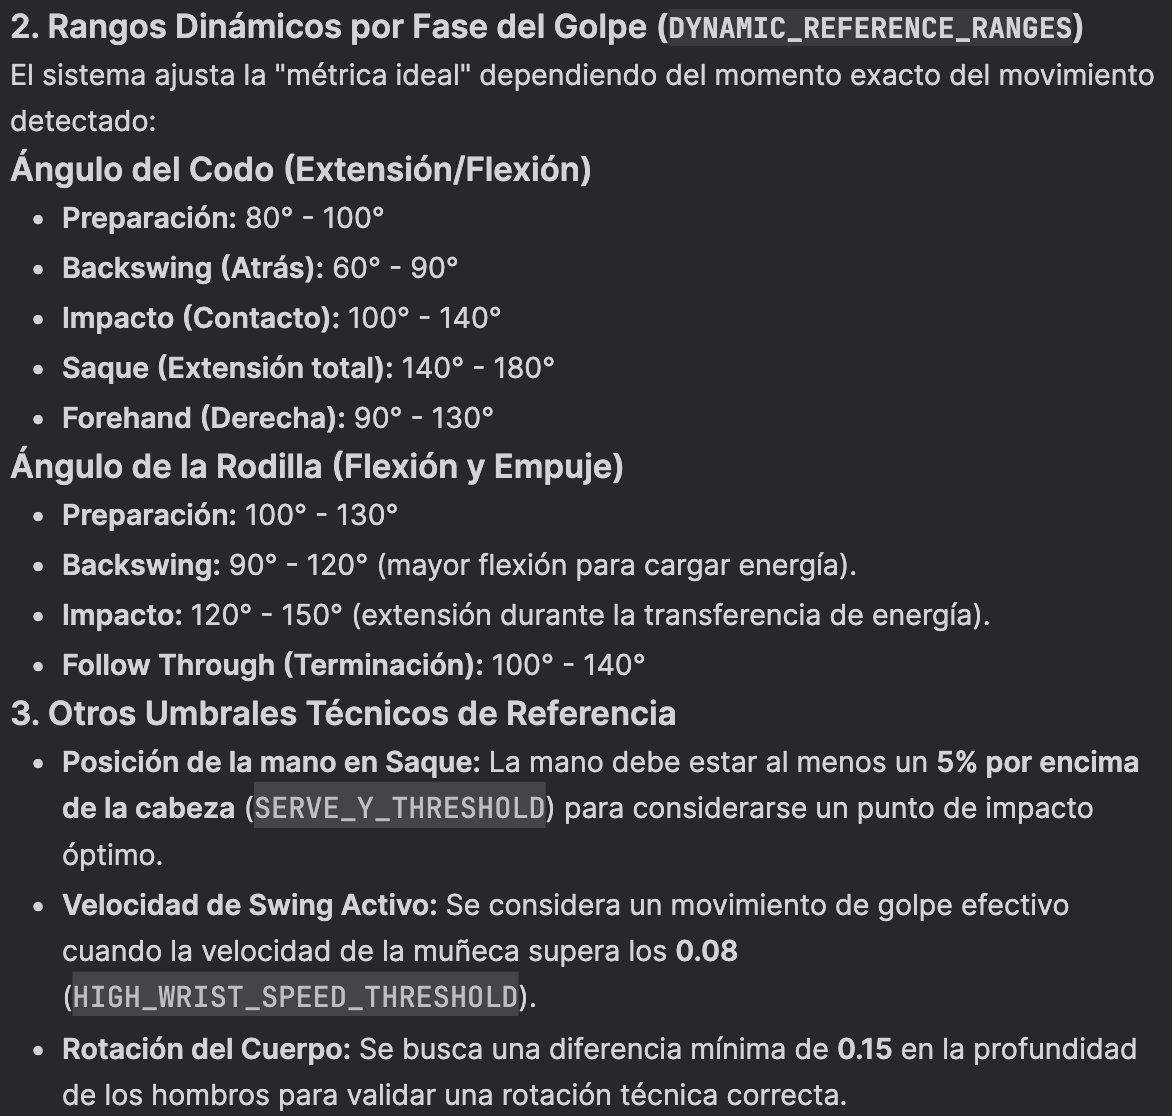 2. Rangos Dinámicos por Fase del Golpe (DYNAMIC_REFERENCE_RANGES)
El sistema ajusta la "métrica ideal" dependiendo del momento exacto del movimiento
detectado:
Ángulo del Codo (Extensión/Flexión)
• Preparación: 80° - 100°
• Backswing (Atrás): 60° - 90°
• Impacto (Contacto): 100° - 140°
• Saque (Extensión total): 140° - 180°
• Forehand (Derecha): 90° - 130°
Ángulo de la Rodilla (Flexión y Empuje)
• Preparación: 100° - 130°
• Backswing: 90° - 120° (mayor flexión para cargar energía).
• Impacto: 120° - 150° (extensión durante la transferencia de energía).
• Follow Through (Terminación): 100° - 140°
3. Otros Umbrales Técnicos de Referencia
• Posición de la mano en Saque: La mano debe estar al menos un 5% por encima
de la cabeza (SERVE_Y_THRESHOLD) para considerarse un punto de impacto
óptimo.
• Velocidad de Swing Activo: Se considera un movimiento de golpe efectivo
cuando la velocidad de la muñeca supera los 0.08
(HIGH_WRIST_SPEED_THRESHOLD).
• Rotación del Cuerpo: Se busca una diferencia mínima de 0.15 en la profundidad
de los hombros para validar una rotación técnica correcta.